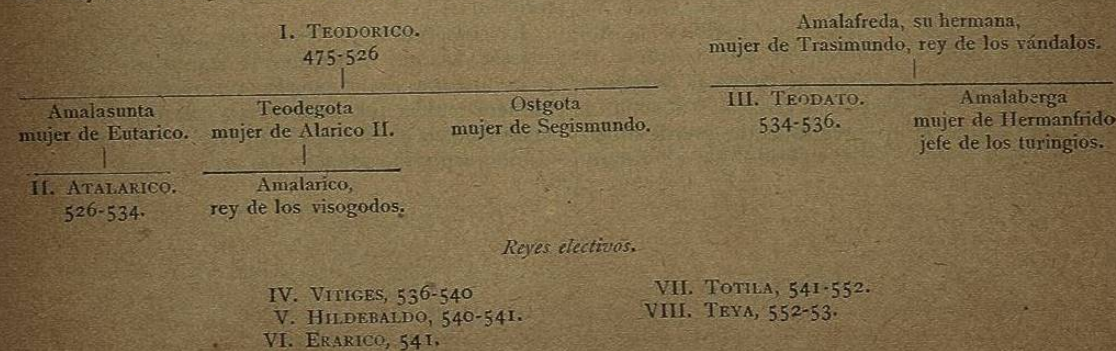 I. TEODORICO.
475-526
Amalafreda, su hermana,
mujer de Trasimundo, rey de los vándalos.
Amalasunta
mujer de Eutarico.
Teodegota
mujer de Alarico II.
Ostgota
mujer de Segismundo.
III. TEODATO.
534-536.
Amalaberga
mujer de Hermanfrido
jefe de los turingios.
II. ATALARICO.
526-534.
Amalarico,
rey de los visogodos.
Reyes electivos.
IV. VITIGES, 536-540
V. HILDEBALDO, 540-541.
VI. ERARICO, 541.
VII. TOTILA, 541-552.
VIII. TEYA, 552-53.